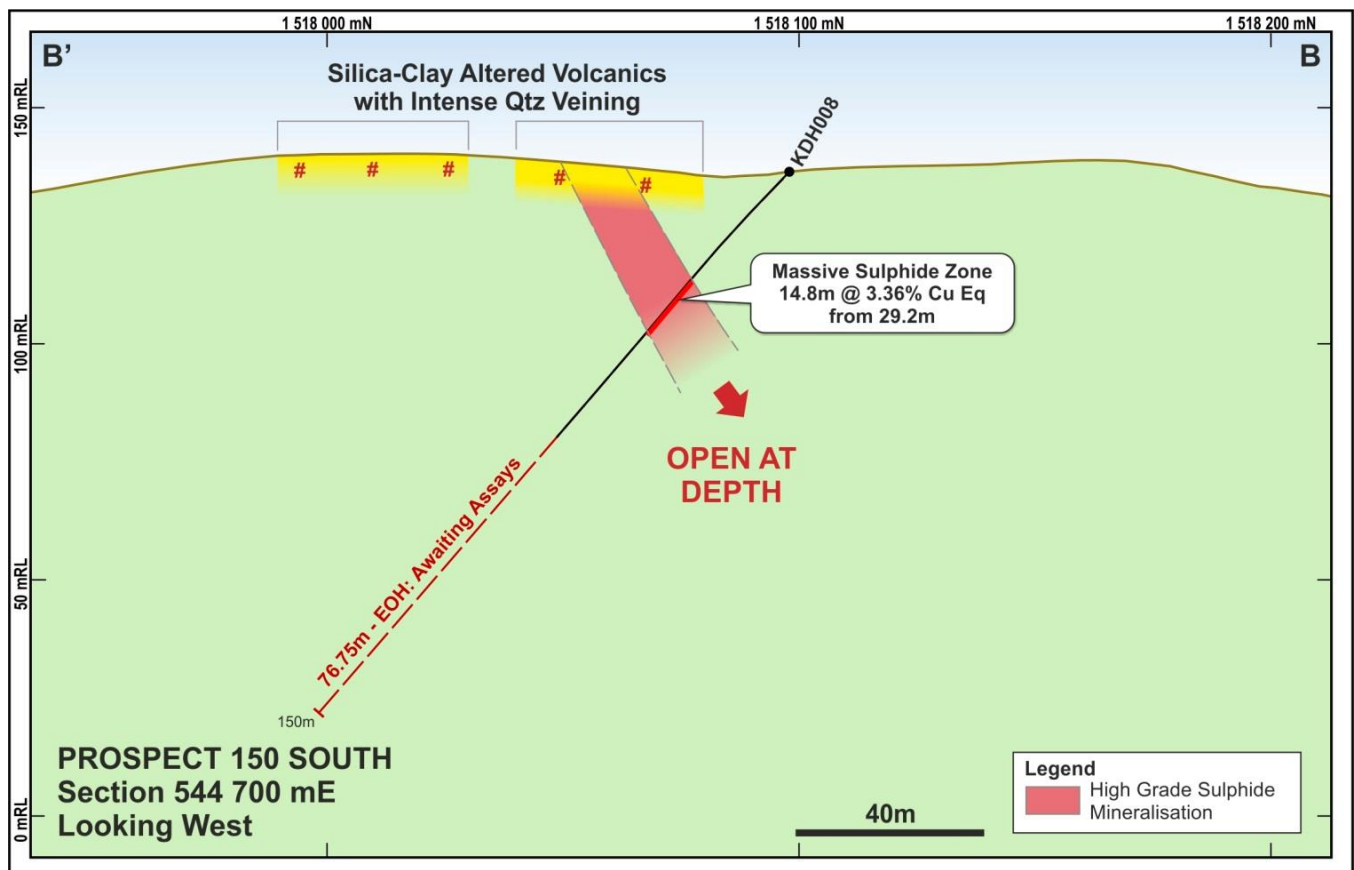 1 518 000 mN
1 518 100 mN
1 518 200 mN
B’
B
Silica-Clay Altered Volcanics
with Intense Qtz Veining
150 mRL
100 mRL
50 mRL
0 mRL
# # # # #
KDH008
Massive Sulphide Zone
14.8m @ 3.36% Cu Eq
from 29.2m
OPEN AT
DEPTH
76.75m - EOH: Awaiting Assays
150m
PROSPECT 150 SOUTH
Section 544 700 mE
Looking West
40m
Legend
High Grade Sulphide
Mineralisation